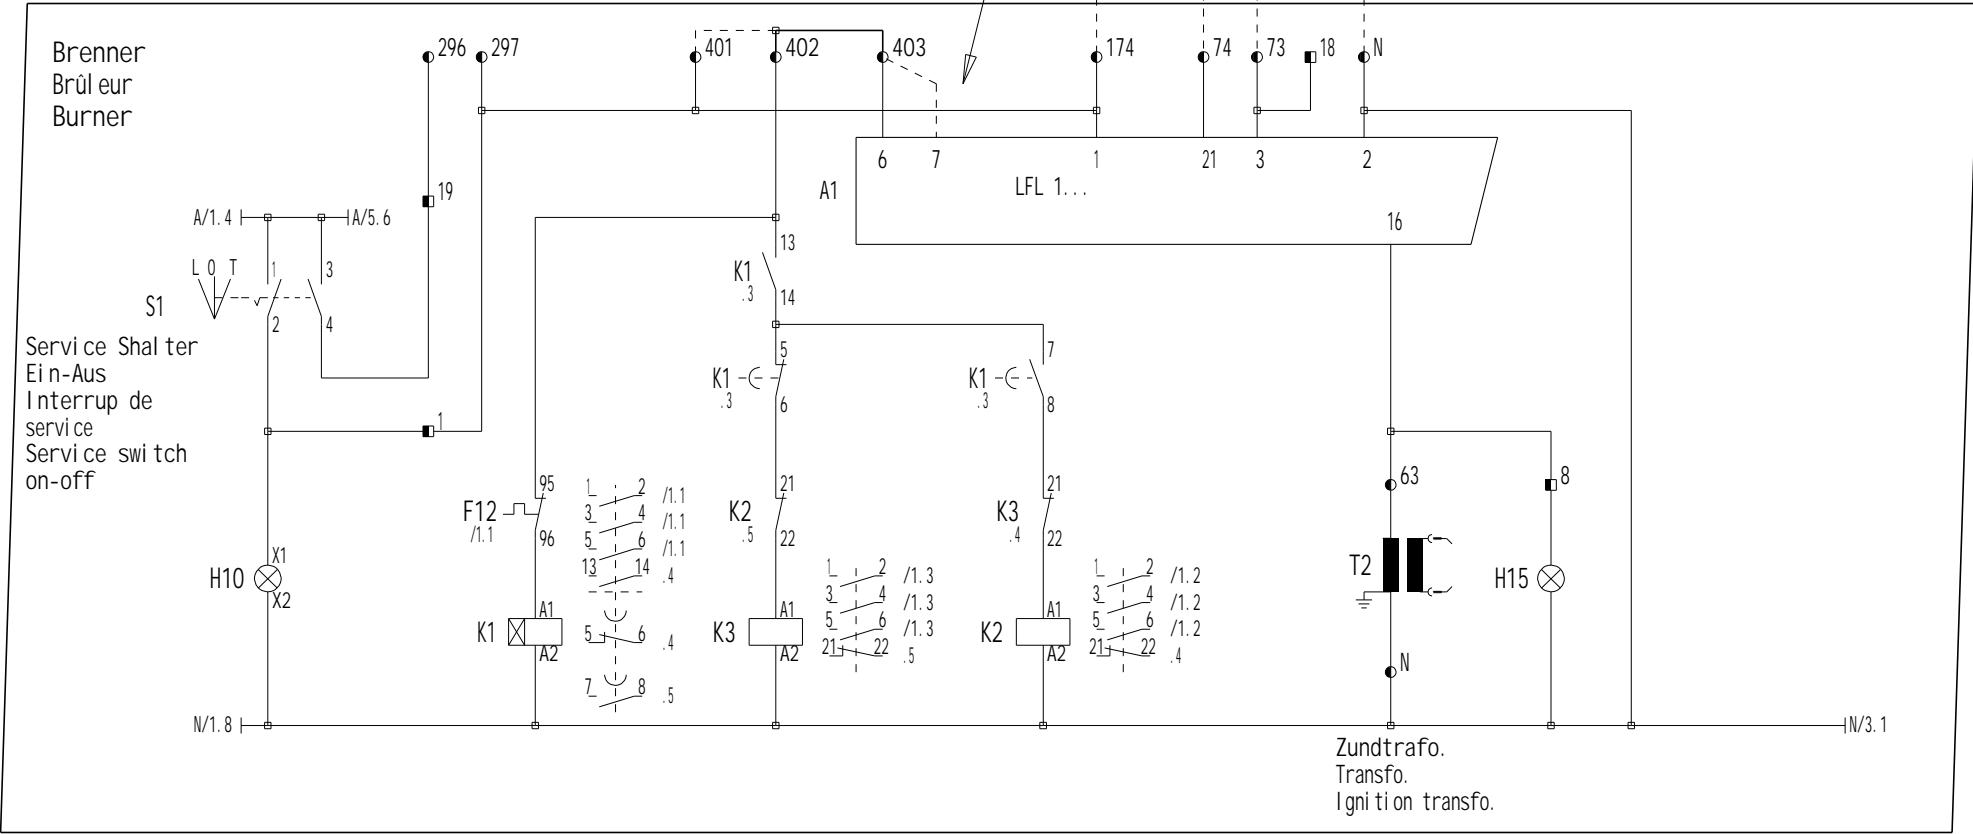 Brenner
Brûleur
Burner
296 297 401 402 403 174 74 73 18 N
6 7 1 21 3 2
A1 LFL 1...
16
19
A/1.4 A/5.6
L 0 T 1 3
S1
2 4
Service Shalter
Ein-Aus
Interrup de
service
Service switch
on-off
1
13
K1
.3 14
5 7
K1 K1
.3 6 .3 8
95 21 21
F12 K2 K3
/1.1 96 .5 22 .4 22
1 2 /1.1
3 4 /1.1
5 6 /1.1
13 14 .4
5 6 .4
7 8 .5
1 2 /1.3
3 4 /1.3
5 6 /1.3
21 22 .5
1 2 /1.2
3 4 /1.2
5 6 /1.2
21 22 .4
X1
H10
X2
A1 A1 A1
K1 K3 K2
A2 A2 A2
63 8
T2 H15
N
N/1.8 N/3.1
Zundtrafo.
Transfo.
Ignition transfo.